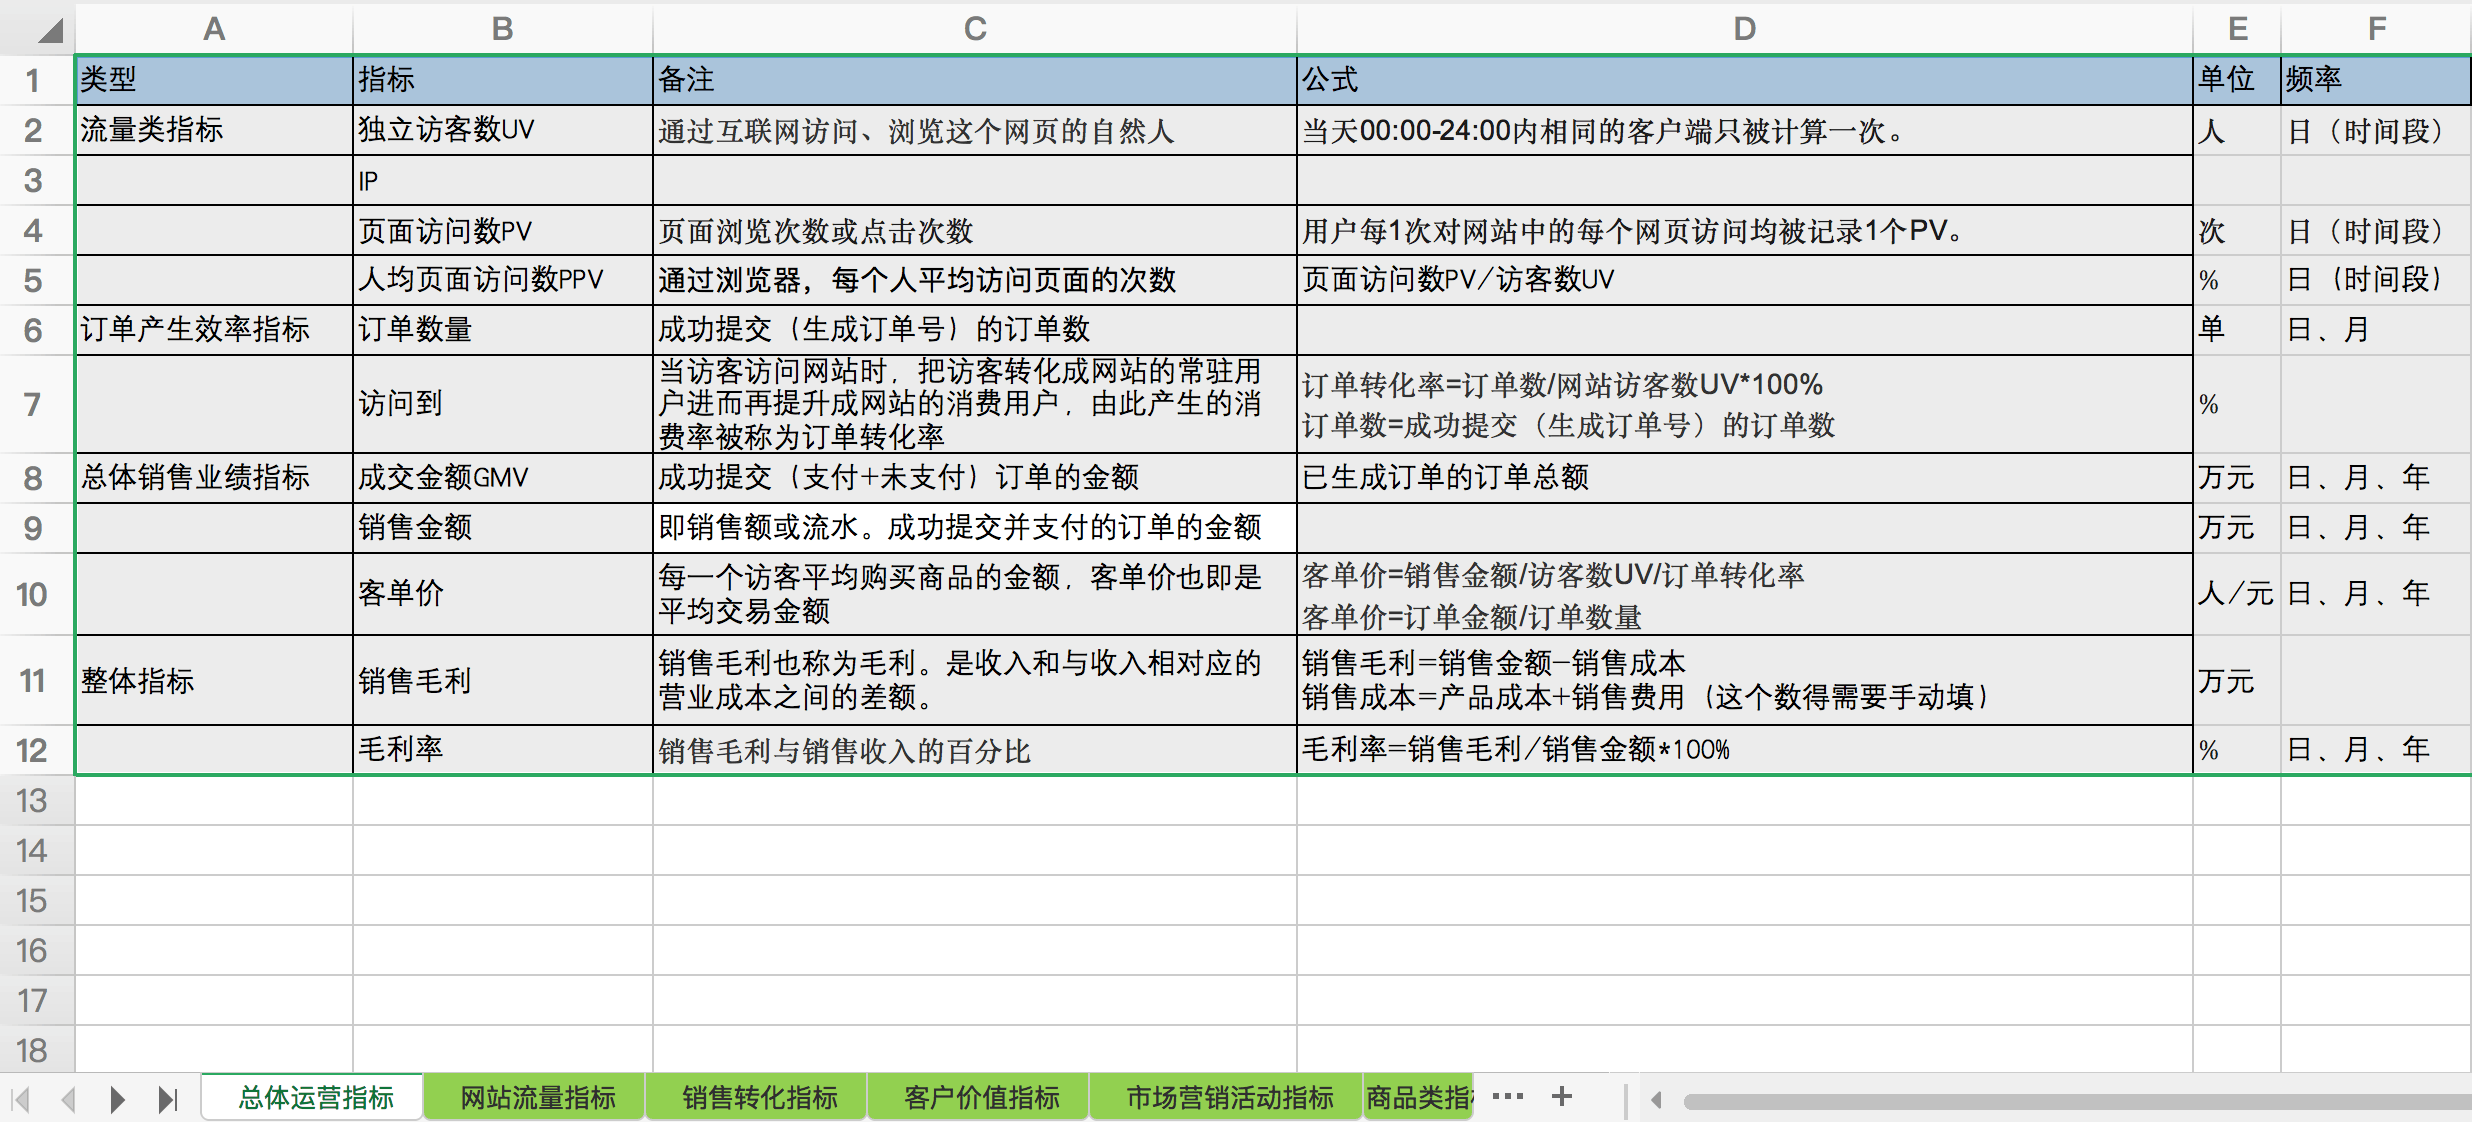 A B C D E F
1 类型 指标 备注 公式 单位 频率
2 流量类指标 独立访客数UV 通过互联网访问、浏览这个网页的自然人 当天00:00-24:00内相同的客户端只被计算一次。 人 日（时间段）
3 IP
4 页面访问数PV 页面浏览次数或点击次数 用户每1次对网站中的每个网页访问均被记录1个PV。 次 日（时间段）
5 人均页面访问数PPV 通过浏览器，每个人平均访问页面的次数 页面访问数PV/访客数UV % 日（时间段）
6 订单产生效率指标 订单数量 成功提交（生成订单号）的订单数 单 日、月
7 访问到 当访客访问网站时，把访客转化成网站的常驻用
户进而再提升成网站的消费用户，由此产生的消
费率被称为订单转化率
订单转化率=订单数/网站访客数UV*100%
订单数=成功提交（生成订单号）的订单数
%
8 总体销售业绩指标 成交金额GMV 成功提交（支付+未支付）订单的金额 已生成订单的订单总额 万元 日、月、年
9 销售金额 即销售额或流水。成功提交并支付的订单的金额 万元 日、月、年
10 客单价 每一个访客平均购买商品的金额，客单价也即是
平均交易金额
客单价=销售金额/访客数UV/订单转化率
客单价=订单金额/订单数量
人/元 日、月、年
11 整体指标 销售毛利 销售毛利也称为毛利。是收入和与收入相对应的
营业成本之间的差额。
销售毛利=销售金额-销售成本
销售成本=产品成本+销售费用（这个数得需要手动填）
万元
12 毛利率 销售毛利与销售收入的百分比 毛利率=销售毛利/销售金额*100% % 日、月、年
13
14
15
16
17
18
总体运营指标 网站流量指标 销售转化指标 客户价值指标 市场营销活动指标 商品类指